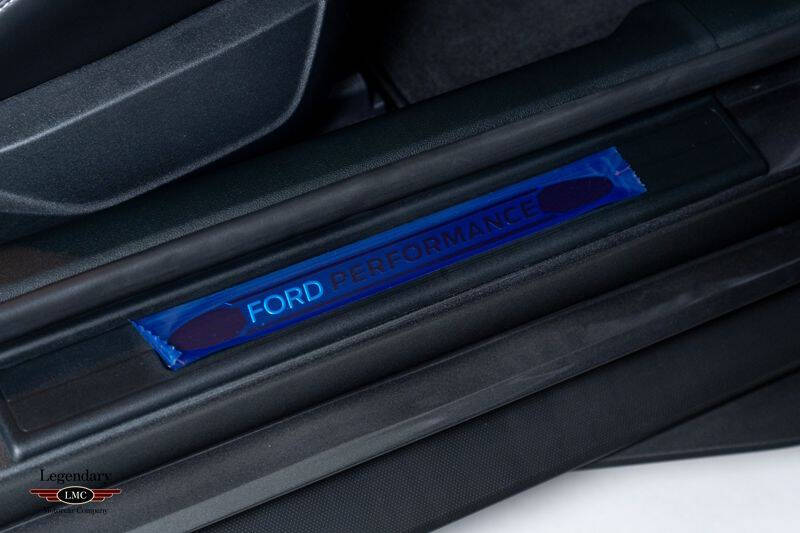 FORD PERFORMANCE
Legendary
LMC
Motorcar Company